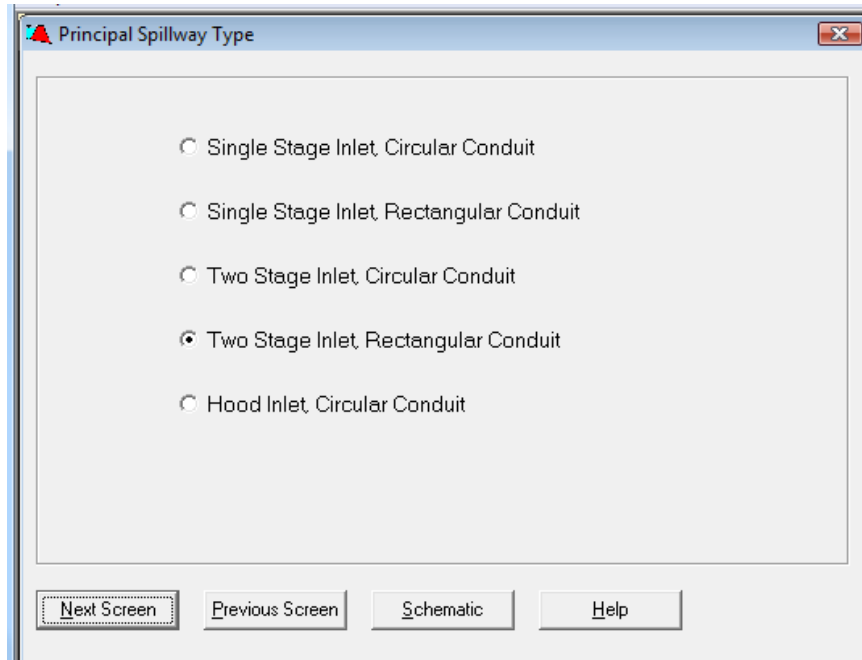 Principal Spillway Type
Single Stage Inlet, Circular Conduit
Single Stage Inlet, Rectangular Conduit
Two Stage Inlet, Circular Conduit
Two Stage Inlet, Rectangular Conduit
Hood Inlet, Circular Conduit
Next Screen Previous Screen Schematic Help